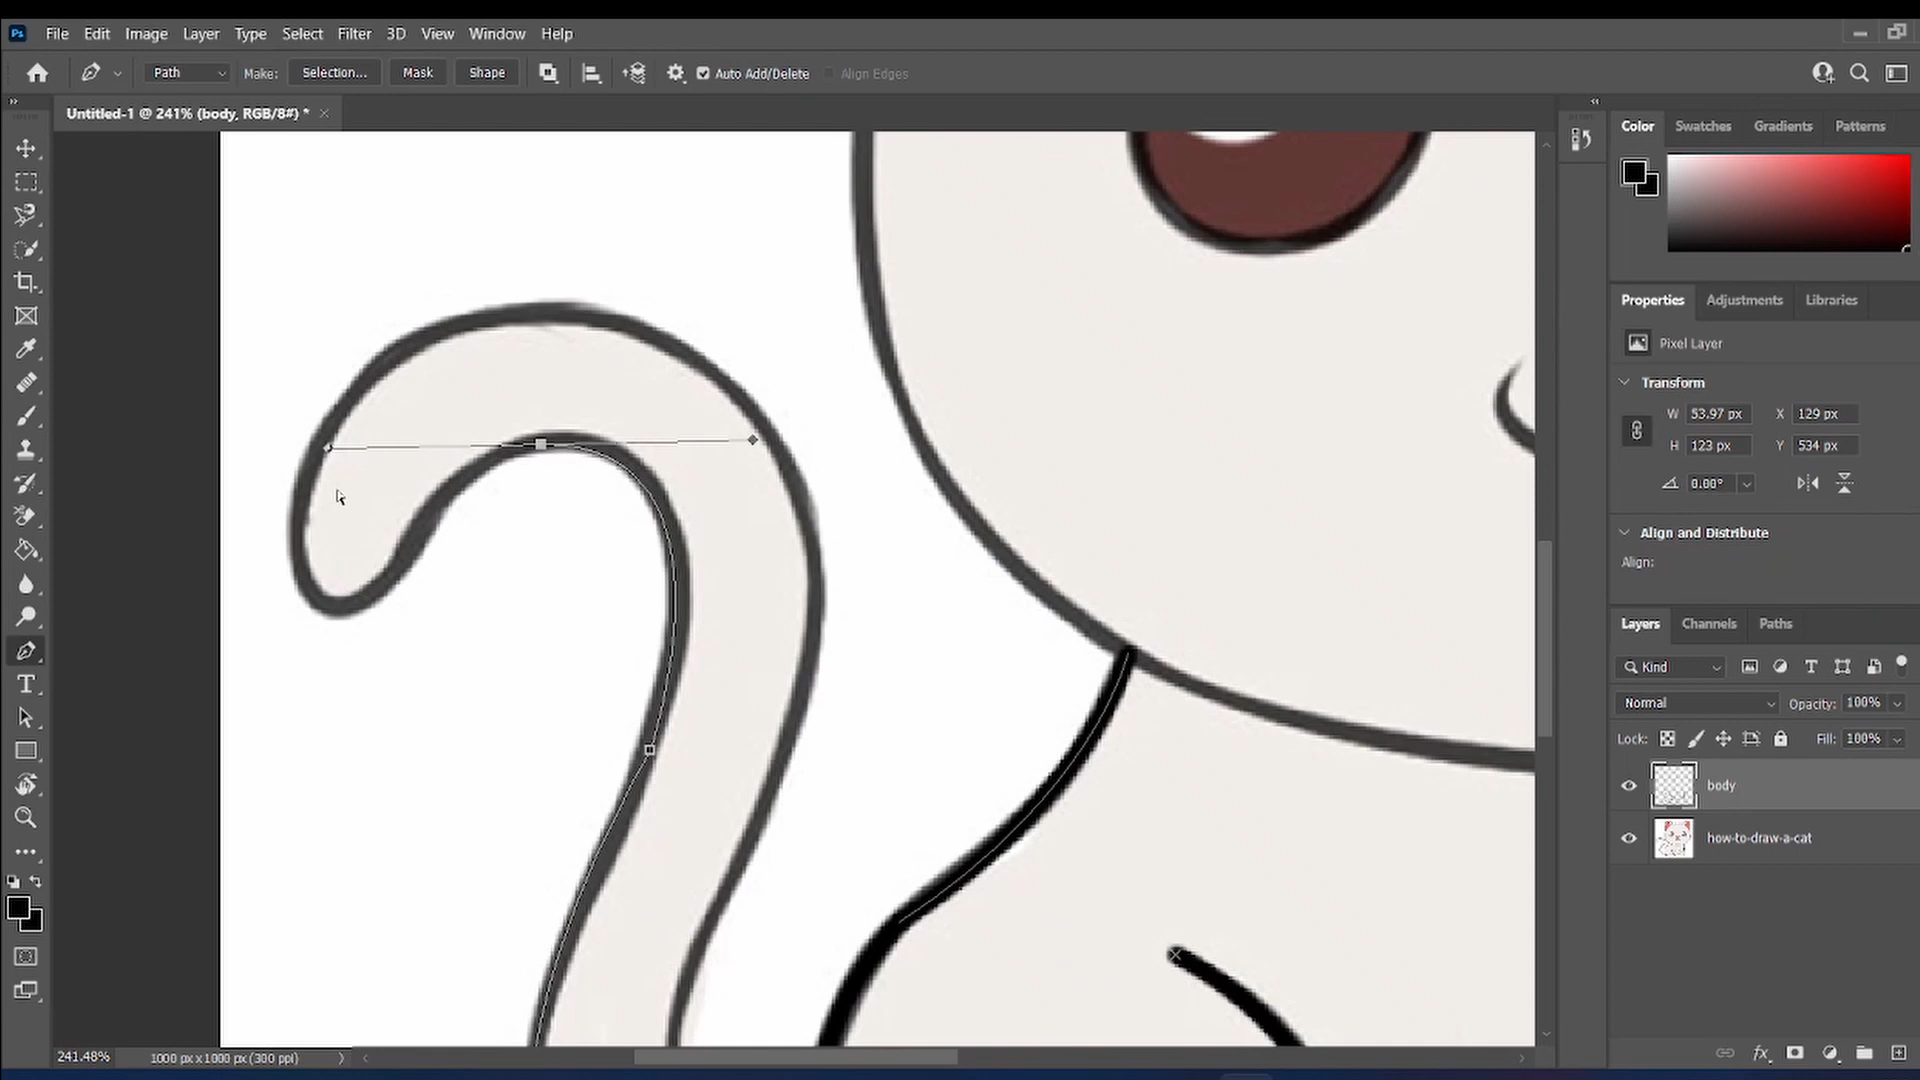 Ps File Edit Image Layer Type Select Filter 3D View Window Help
Path Make: Selection... Mask Shape Auto Add/Delete Align Edges
Untitled-1 @ 241% (body, RGB/8#) *
Color Swatches Gradients Patterns
Properties Adjustments Libraries
Pixel Layer
Transform
W 53.97 px X 129 px
H 123 px Y 534 px
0.00°
Align and Distribute
Align:
Layers Channels Paths
Kind
Normal Opacity: 100%
Lock: Fill: 100%
body
how-to-draw-a-cat
241.48% 1000 px x 1000 px (300 ppi)
fx